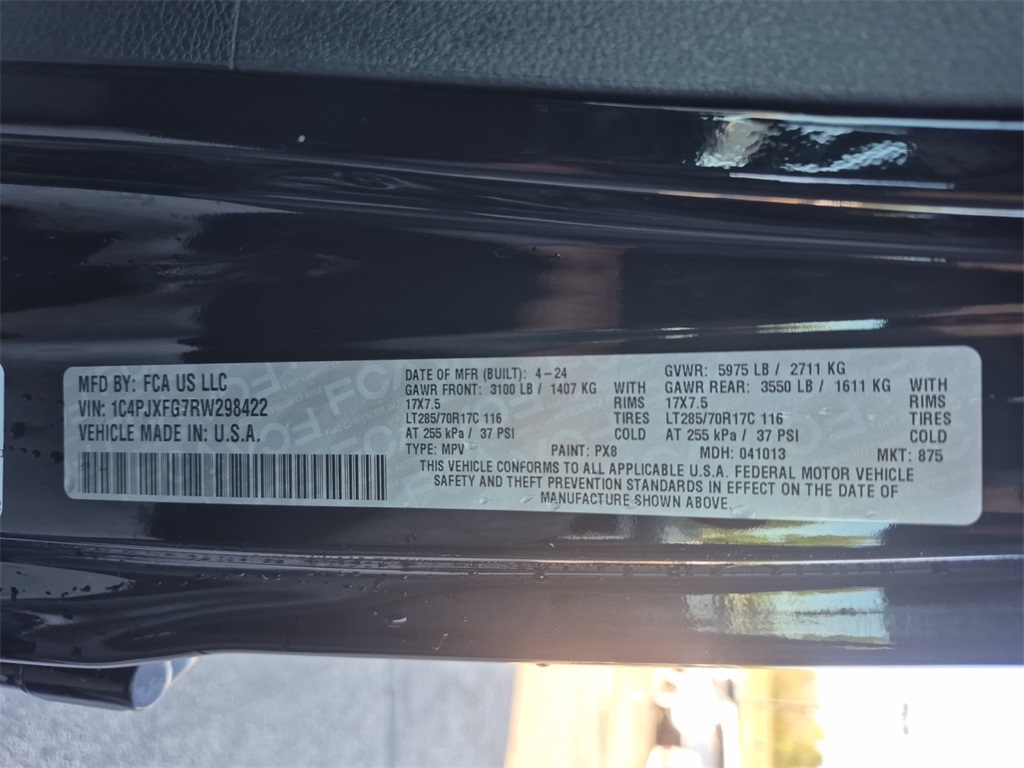 MFD BY: FCA US LLC
VIN: 1C4PJXFG7RW298422
VEHICLE MADE IN: U.S.A.
DATE OF MFR (BUILT): 4-24
GAWR FRONT: 3100 LB / 1407 KG WITH
17X7.5 RIMS
LT285/70R17C 116 TIRES
AT 255 kPa / 37 PSI COLD
GVWR: 5975 LB / 2711 KG
GAWR REAR: 3550 LB / 1611 KG WITH
17X7.5 RIMS
LT285/70R17C 116 TIRES
AT 255 kPa / 37 PSI COLD
TYPE: MPV PAINT: PX8 MDH: 041013 MKT: 875
THIS VEHICLE CONFORMS TO ALL APPLICABLE U.S.A. FEDERAL MOTOR VEHICLE
SAFETY AND THEFT PREVENTION STANDARDS IN EFFECT ON THE DATE OF
MANUFACTURE SHOWN ABOVE.